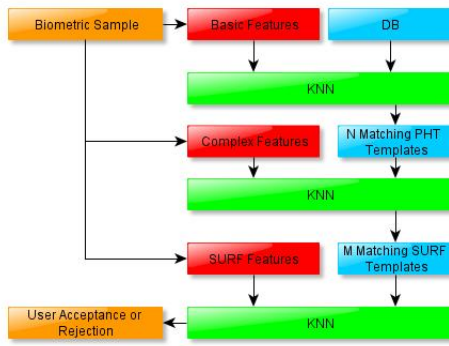 Biometric Sample
Basic Features
DB
KNN
Complex Features
N Matching PHT
Templates
KNN
SURF Features
M Matching SURF
Templates
User Acceptance or
Rejection
KNN